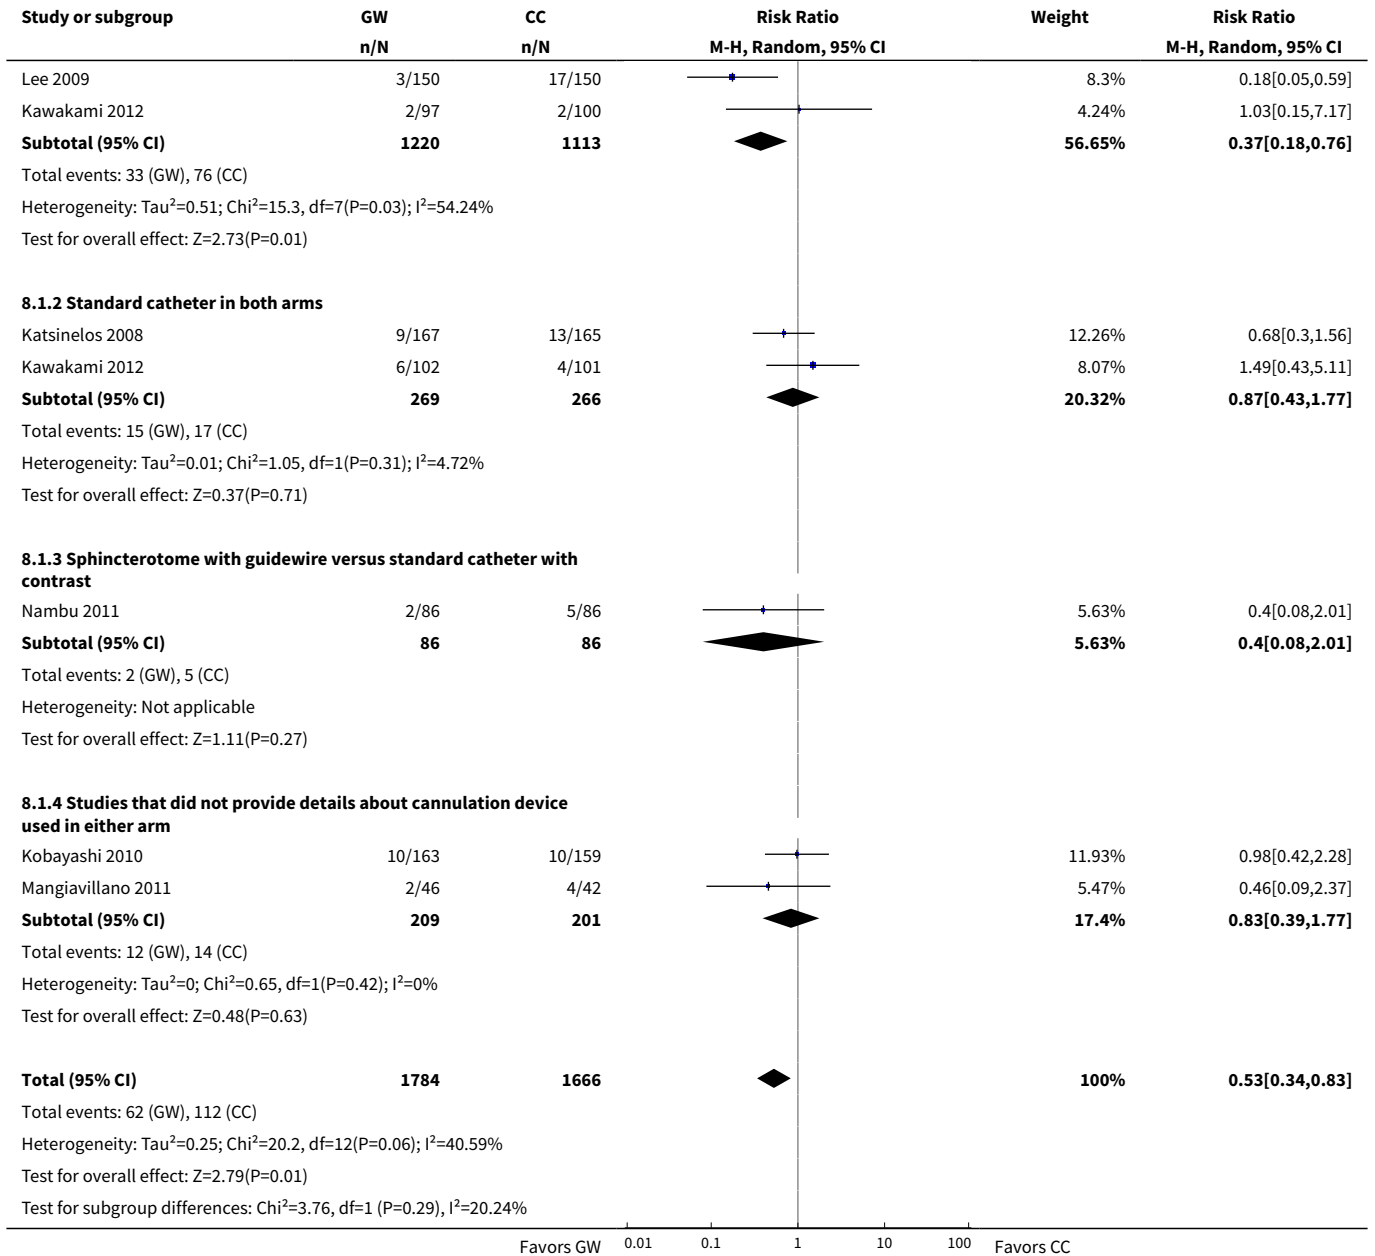 Study or subgroup GW CC Risk Ratio Weight Risk Ratio
n/N n/N M-H, Random, 95% CI M-H, Random, 95% CI
Lee 2009 3/150 17/150 8.3% 0.18[0.05,0.59]
Kawakami 2012 2/97 2/100 4.24% 1.03[0.15,7.17]
Subtotal (95% CI) 1220 1113 56.65% 0.37[0.18,0.76]
Total events: 33 (GW), 76 (CC)
Heterogeneity: Tau²=0.51; Chi²=15.3, df=7(P=0.03); I²=54.24%
Test for overall effect: Z=2.73(P=0.01)
8.1.2 Standard catheter in both arms
Katsinelos 2008 9/167 13/165 12.26% 0.68[0.3,1.56]
Kawakami 2012 6/102 4/101 8.07% 1.49[0.43,5.11]
Subtotal (95% CI) 269 266 20.32% 0.87[0.43,1.77]
Total events: 15 (GW), 17 (CC)
Heterogeneity: Tau²=0.01; Chi²=1.05, df=1(P=0.31); I²=4.72%
Test for overall effect: Z=0.37(P=0.71)
8.1.3 Sphincterotome with guidewire versus standard catheter with
contrast
Nambu 2011 2/86 5/86 5.63% 0.4[0.08,2.01]
Subtotal (95% CI) 86 86 5.63% 0.4[0.08,2.01]
Total events: 2 (GW), 5 (CC)
Heterogeneity: Not applicable
Test for overall effect: Z=1.11(P=0.27)
8.1.4 Studies that did not provide details about cannulation device
used in either arm
Kobayashi 2010 10/163 10/159 11.93% 0.98[0.42,2.28]
Mangiavillano 2011 2/46 4/42 5.47% 0.46[0.09,2.37]
Subtotal (95% CI) 209 201 17.4% 0.83[0.39,1.77]
Total events: 12 (GW), 14 (CC)
Heterogeneity: Tau²=0; Chi²=0.65, df=1(P=0.42); I²=0%
Test for overall effect: Z=0.48(P=0.63)
Total (95% CI) 1784 1666 100% 0.53[0.34,0.83]
Total events: 62 (GW), 112 (CC)
Heterogeneity: Tau²=0.25; Chi²=20.2, df=12(P=0.06); I²=40.59%
Test for overall effect: Z=2.79(P=0.01)
Test for subgroup differences: Chi²=3.76, df=1 (P=0.29), I²=20.24%
Favors GW 0.01 0.1 1 10 100 Favors CC